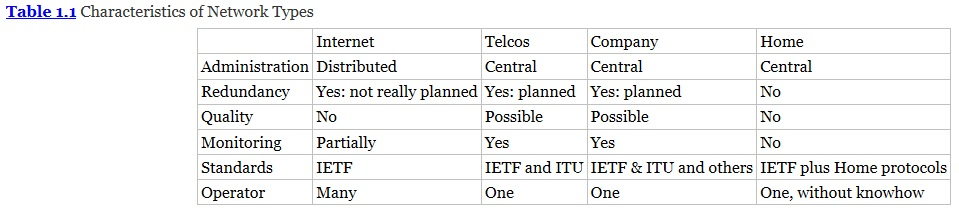 Table 1.1 Characteristics of Network Types
Internet Telcos Company Home
Administration Distributed Central Central Central
Redundancy Yes: not really planned Yes: planned Yes: planned No
Quality No Possible Possible No
Monitoring Partially Yes Yes No
Standards IETF IETF and ITU IETF & ITU and others IETF plus Home protocols
Operator Many One One One, without knowhow